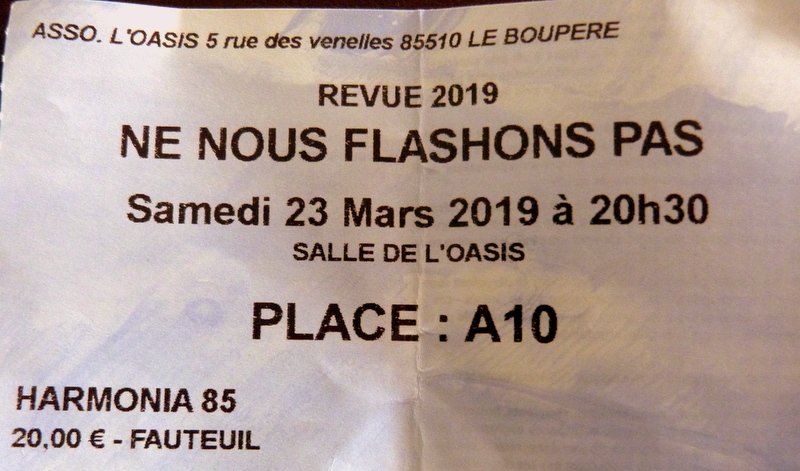 ASSO. L'OASIS 5 rue des venelles 85510 LE BOUPERE
REVUE 2019
NE NOUS FLASHONS PAS
Samedi 23 Mars 2019 à 20h30
SALLE DE L'OASIS
PLACE : A10
HARMONIA 85
20,00 € - FAUTEUIL